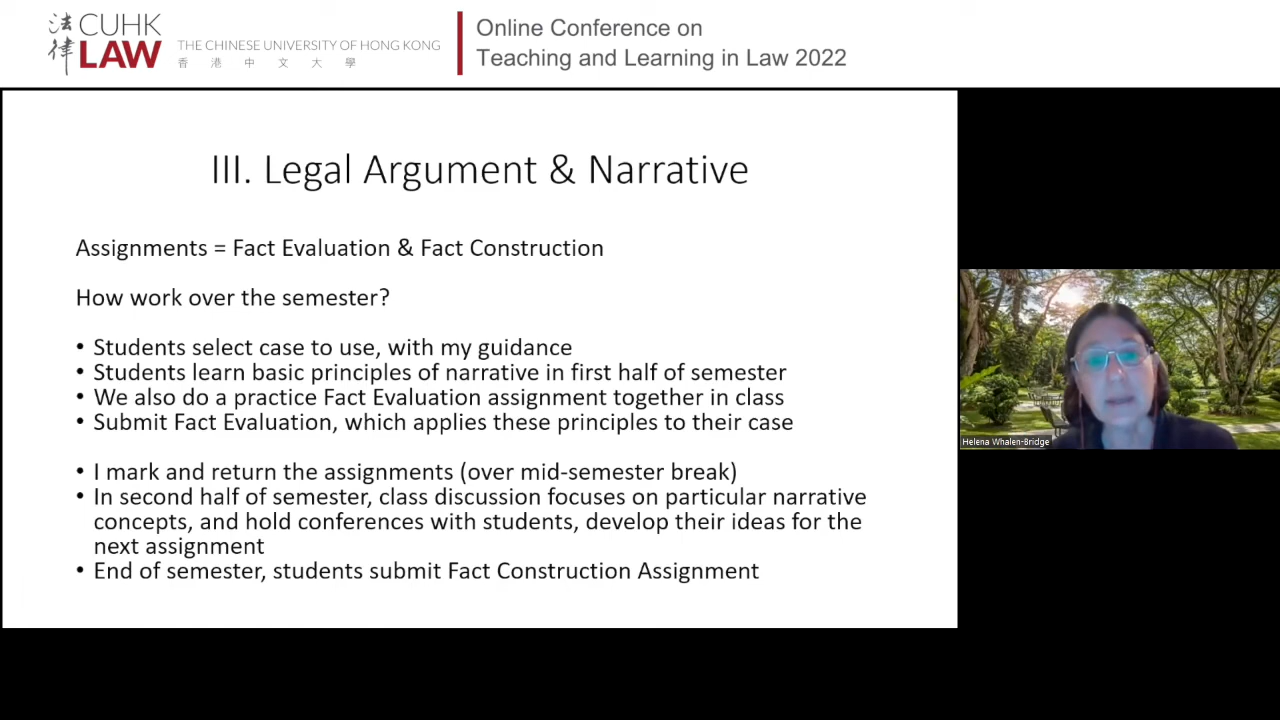 法律
CUHK
LAW
THE CHINESE UNIVERSITY OF HONG KONG
香港中文大學
Online Conference on
Teaching and Learning in Law 2022
III. Legal Argument & Narrative
Assignments = Fact Evaluation & Fact Construction
How work over the semester?
• Students select case to use, with my guidance
• Students learn basic principles of narrative in first half of semester
• We also do a practice Fact Evaluation assignment together in class
• Submit Fact Evaluation, which applies these principles to their case
• I mark and return the assignments (over mid-semester break)
• In second half of semester, class discussion focuses on particular narrative
concepts, and hold conferences with students, develop their ideas for the
next assignment
• End of semester, students submit Fact Construction Assignment
Helena Whalen-Bridge